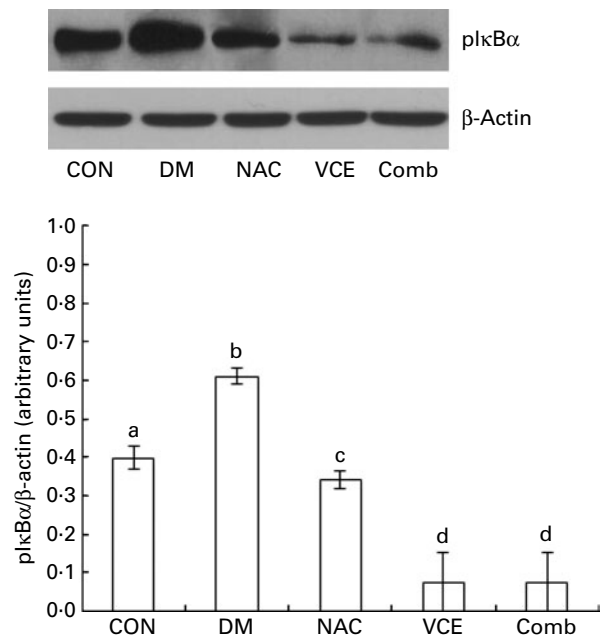 pIκBα
β-Actin
CON DM NAC VCE Comb
pIκBα/β-actin (arbitrary units)
1·0
0·9
0·8
0·7
0·6
0·5
0·4
0·3
0·2
0·1
0·0
a
b
c
d
d
CON DM NAC VCE Comb